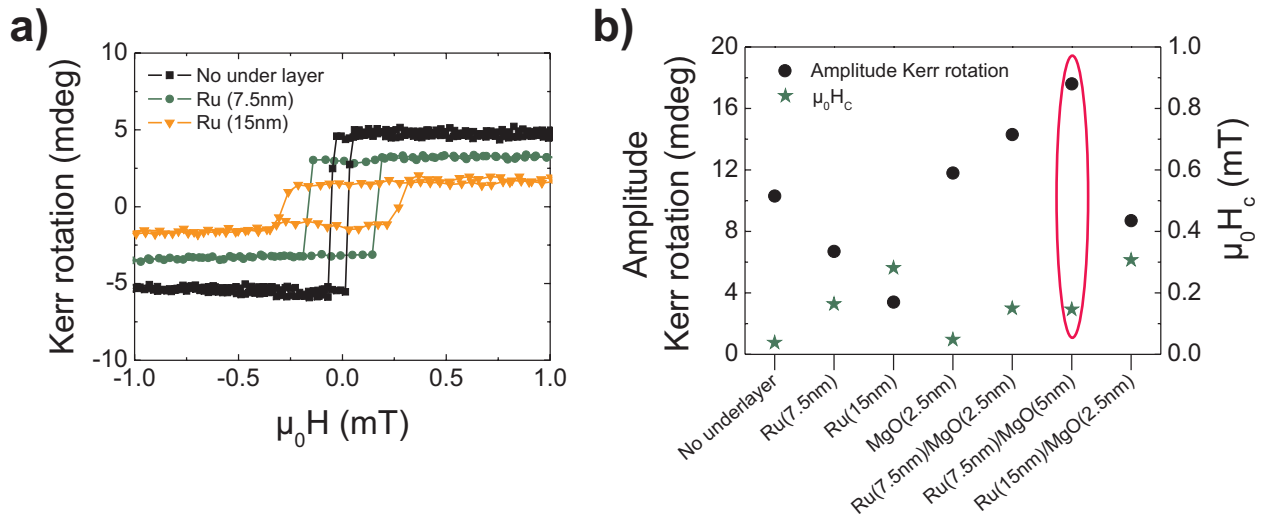 a)
Kerr rotation (mdeg)
10
5
0
-5
-10
No under layer
Ru (7.5nm)
Ru (15nm)
-1.0
-0.5
0.0
0.5
1.0
μ₀H (mT)
b)
Amplitude
Kerr rotation (mdeg)
20
16
12
8
4
0
Amplitude Kerr rotation
μ₀H_C
1.0
0.8
0.6
0.4
0.2
0.0
μ₀H_c (mT)
No underlayer
Ru(7.5nm)
Ru(15nm)
MgO(2.5nm)
Ru(7.5nm)/MgO(2.5nm)
Ru(7.5nm)/MgO(5nm)
Ru(15nm)/MgO(2.5nm)